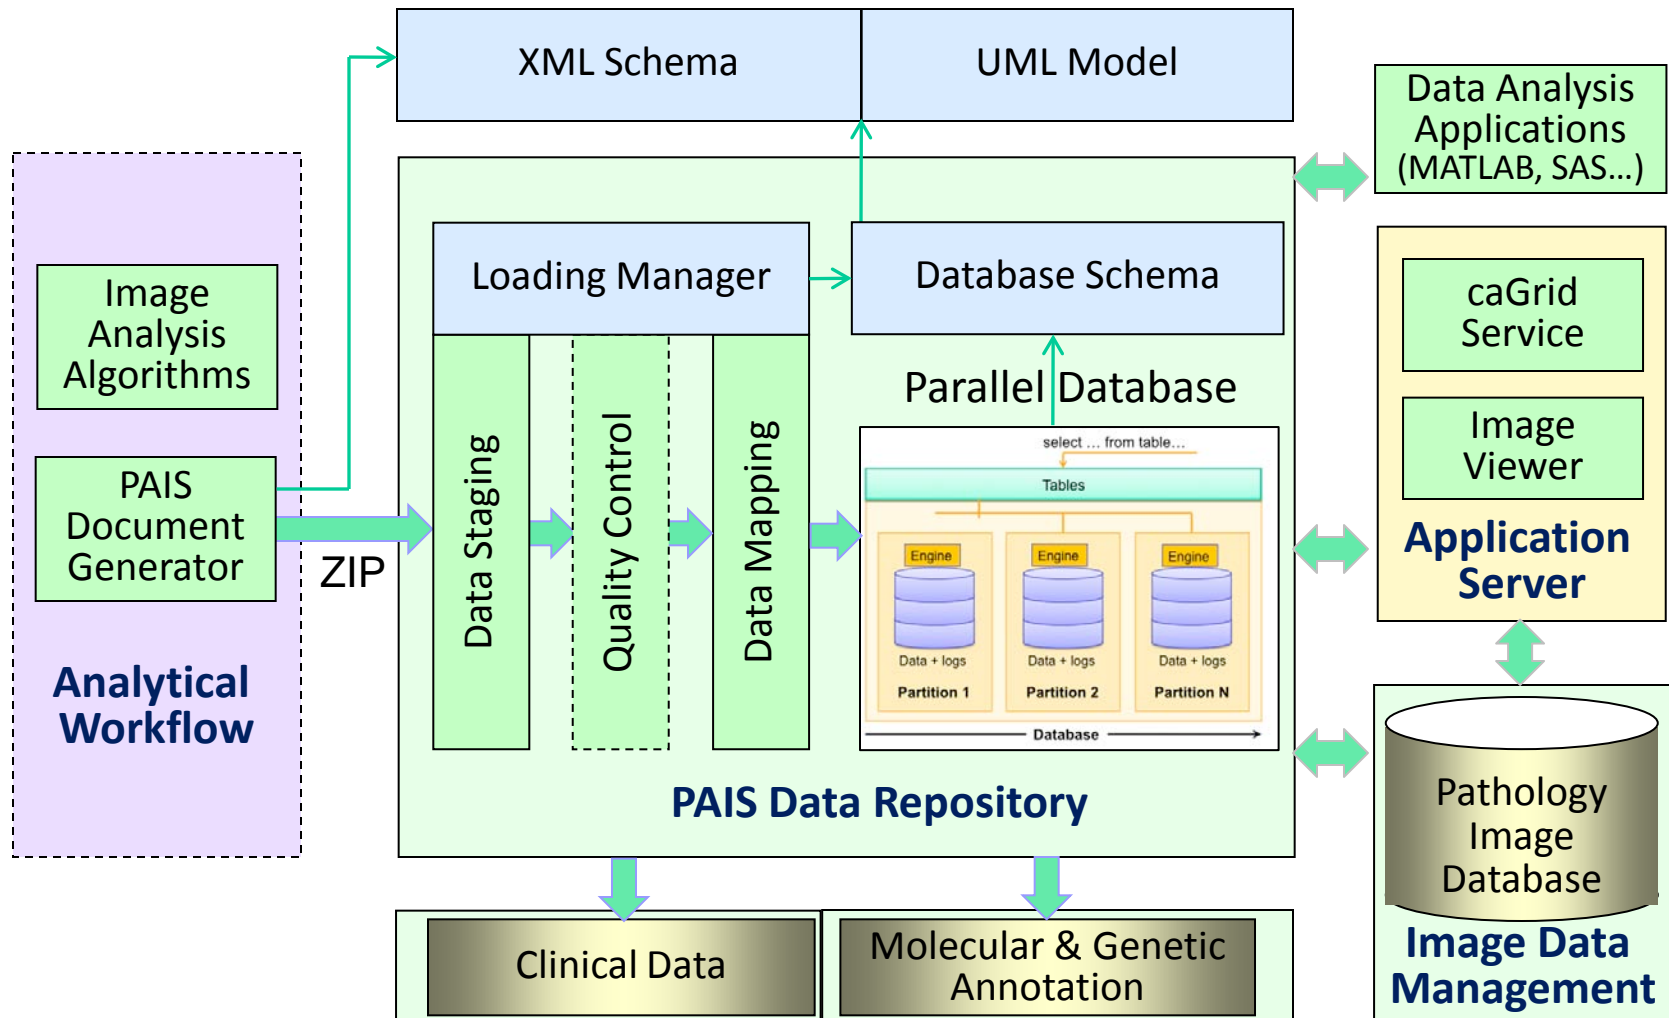 XML Schema
UML Model
Data Analysis
Applications
(MATLAB, SAS...)
Image
Analysis
Algorithms
PAIS
Document
Generator
ZIP
Analytical
Workflow
Loading Manager
Database Schema
Data Staging
Quality Control
Data Mapping
Parallel Database
select ... from table...
Tables
Engine
Engine
Engine
Data + logs
Data + logs
Data + logs
Partition 1
Partition 2
Partition N
Database
PAIS Data Repository
caGrid
Service
Image
Viewer
Application
Server
Pathology
Image
Database
Image Data
Management
Clinical Data
Molecular & Genetic
Annotation